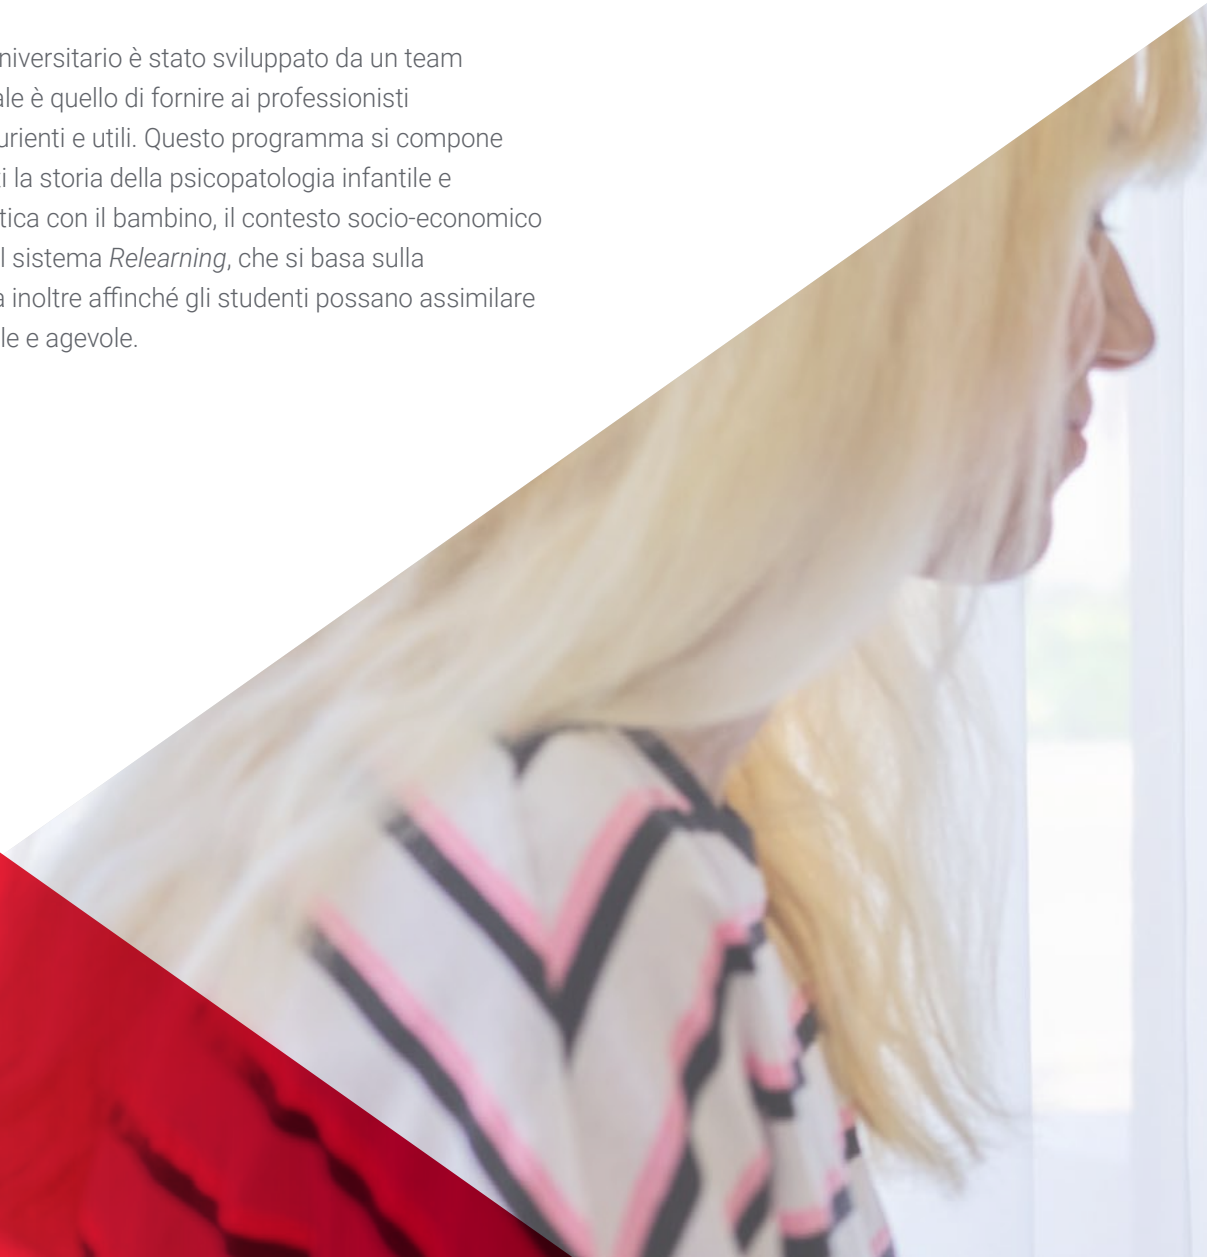 niversitario è stato sviluppato da un team
ale è quello di fornire ai professionisti
urienti e utili. Questo programma si compone
i la storia della psicopatologia infantile e
tica con il bambino, il contesto socio-economico
l sistema Relearning, che si basa sulla
a inoltre affinché gli studenti possano assimilare
le e agevole.